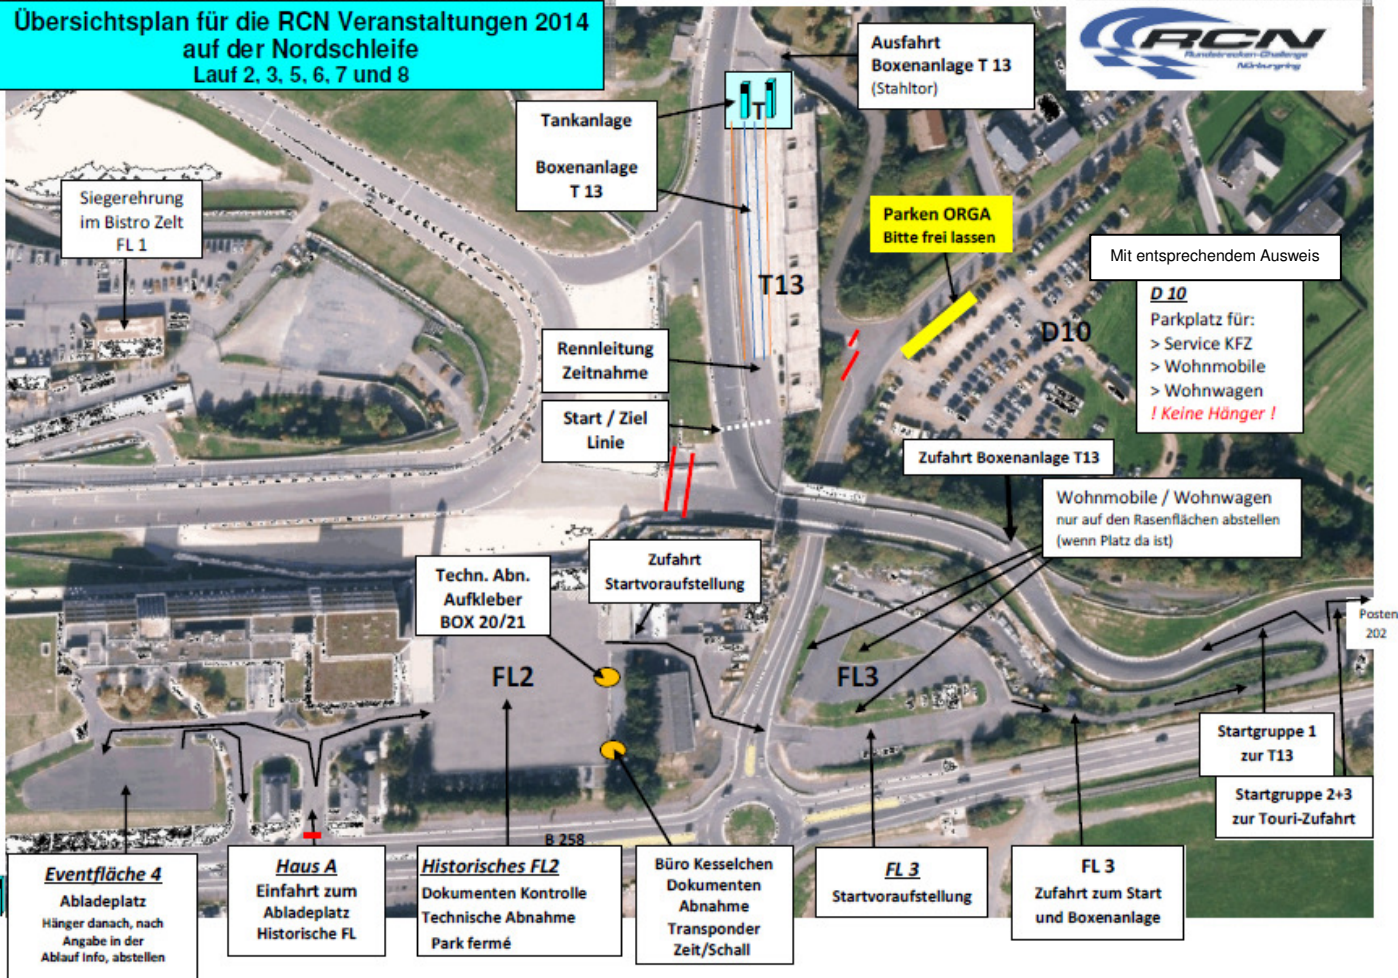 Übersichtsplan für die RCN Veranstaltungen 2014
auf der Nordschleife
Lauf 2, 3, 5, 6, 7 und 8
RCN
Rundstrecken-Challenge
Nürburgring
Ausfahrt
Boxenanlage T 13
(Stahltor)
T
Tankanlage
Boxenanlage
T 13
Siegerehrung
im Bistro Zelt
FL 1
Parken ORGA
Bitte frei lassen
Mit entsprechendem Ausweis
D 10
Parkplatz für:
> Service KFZ
> Wohnmobile
> Wohnwagen
! Keine Hänger !
T13
D10
Rennleitung
Zeitnahme
Start / Ziel
Linie
Zufahrt Boxenanlage T13
Wohnmobile / Wohnwagen
nur auf den Rasenflächen abstellen
(wenn Platz da ist)
Zufahrt
Startvoraufstellung
Techn. Abn.
Aufkleber
BOX 20/21
Posten
202
FL2
FL3
Startgruppe 1
zur T13
Startgruppe 2+3
zur Touri-Zufahrt
B 258
Eventfläche 4
Abladeplatz
Hänger danach, nach
Angabe in der
Ablauf Info, abstellen
Haus A
Einfahrt zum
Abladeplatz
Historische FL
Historisches FL2
Dokumenten Kontrolle
Technische Abnahme
Park fermé
Büro Kesselchen
Dokumenten
Abnahme
Transponder
Zeit/Schall
FL 3
Startvoraufstellung
FL 3
Zufahrt zum Start
und Boxenanlage